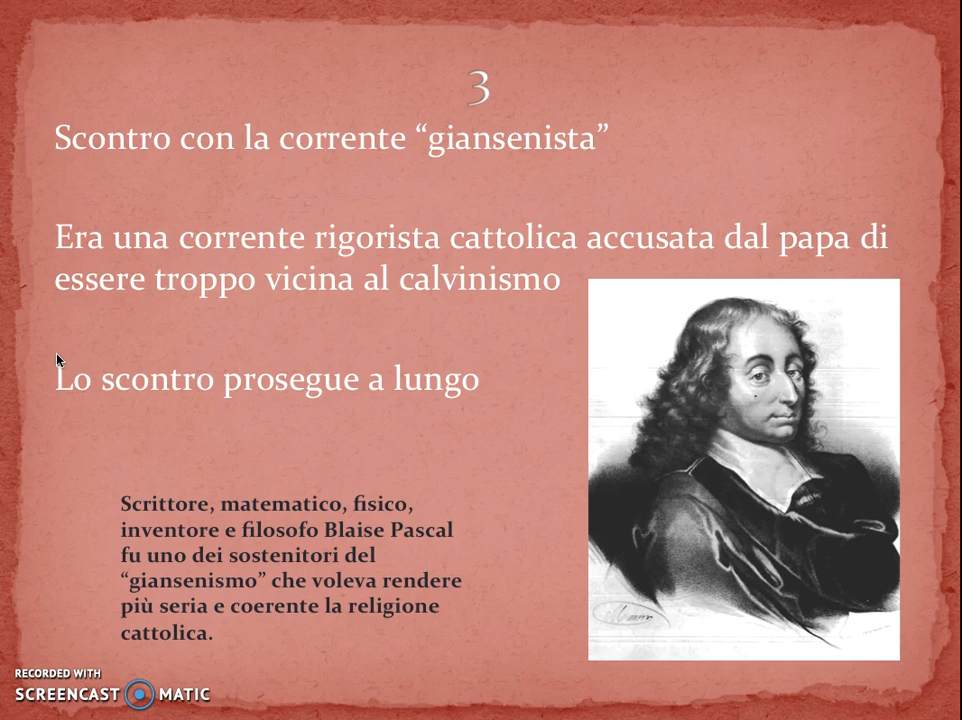 3
Scontro con la corrente “giansenista”
Era una corrente rigorista cattolica accusata dal papa di
essere troppo vicina al calvinismo
Lo scontro prosegue a lungo
Scrittore, matematico, fisico,
inventore e filosofo Blaise Pascal
fu uno dei sostenitori del
“giansenismo” che voleva rendere
più seria e coerente la religione
cattolica.
RECORDED WITH
SCREENCAST MATIC